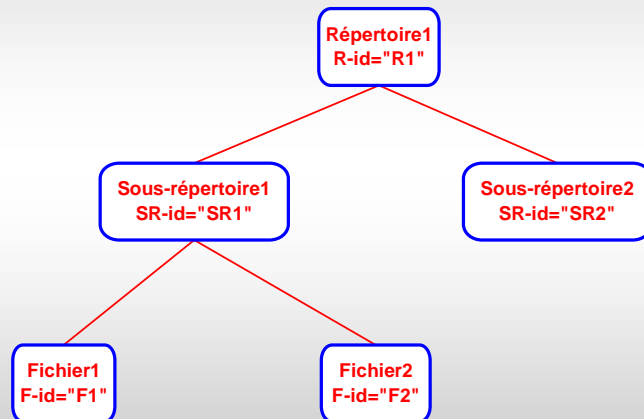 Répertoire1
R-id="R1"
Sous-répertoire1
SR-id="SR1"
Sous-répertoire2
SR-id="SR2"
Fichier1
F-id="F1"
Fichier2
F-id="F2"